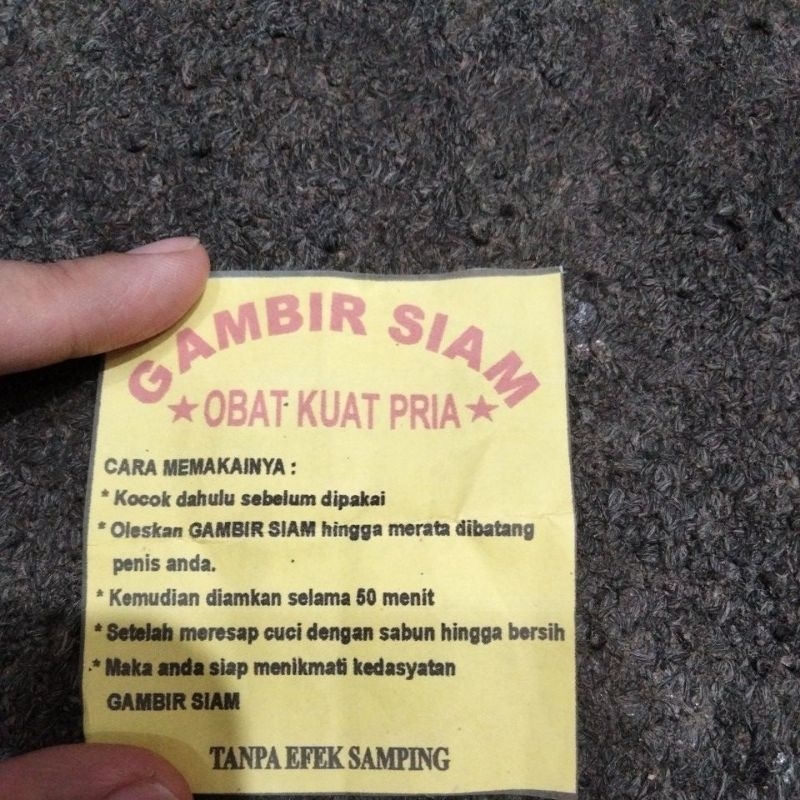 GAMBIR SIAM
★OBAT KUAT PRIA★
CARA MEMAKAINYA :
* Kocok dahulu sebelum dipakai
* Oleskan GAMBIR SIAM hingga merata dibatang
penis anda.
* Kemudian diamkan selama 50 menit
* Setelah meresap cuci dengan sabun hingga bersih
* Maka anda siap menikmati kedasyatan
GAMBIR SIAM
TANPA EFEK SAMPING